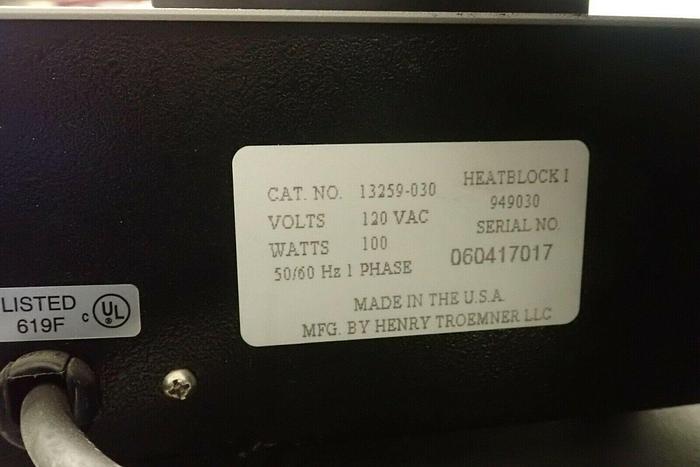 CAT. NO. 13259-030
VOLTS 120 VAC
WATTS 100
50/60 Hz 1 PHASE
HEATBLOCK I
949030
SERIAL NO.
060417017
MADE IN THE U.S.A.
MFG. BY HENRY TROEMNER LLC
LISTED
619F
c UL